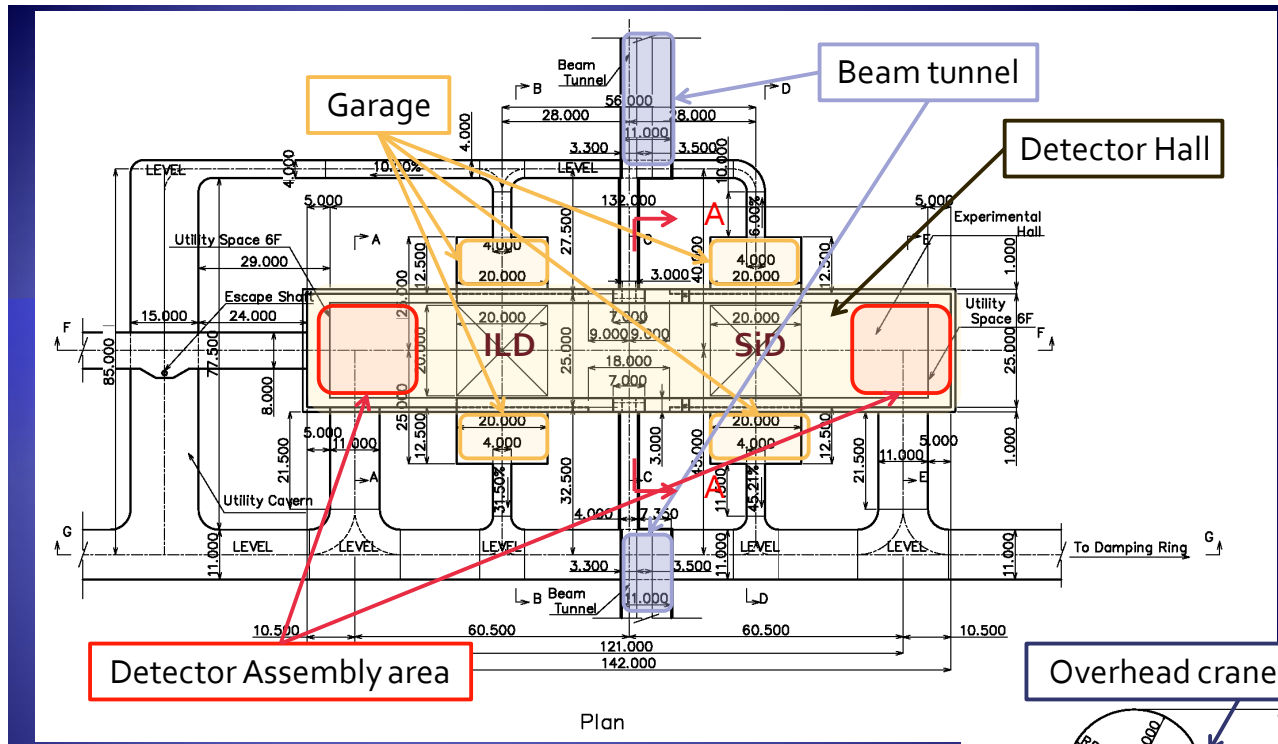 Beam tunnel
Garage
Detector Hall
Beam
Tunnel
B
D
56.000
28.000
28.000
11.000
3.300
3.500
4.000
10.000
LEVEL
LEVEL
4.000
5.000
132.000
5.000
6.00%
Experimental
Hall
A
A
C
E
Utility Space 6F
27.500
12.500
4.000
20.000
4.000
20.000
12.500
1.000
3.000
29.000
Escape Shaft
Utility
Space 6F
F
F
15.000
24.000
20.000
7.000
20.000
9.000
9.000
ILD
SiD
85.000
77.500
20.000
25.000
18.000
25.000
8.000
7.000
25.000
20.000
4.000
20.000
4.000
5.000
11.000
12.500
3.000
12.500
5.000
11.000
1.000
21.500
21.500
A
A
C
E
Utility Cavern
31.50%
32.500
45.000
11.500
45.21%
4.000
7.350
G
G
LEVEL
LEVEL
LEVEL
LEVEL
LEVEL
11.000
11.000
11.000
To Damping Ring
3.300
3.500
11.000
Beam
Tunnel
B
D
10.500
60.500
60.500
10.500
121.000
142.000
Detector Assembly area
Overhead crane
Plan